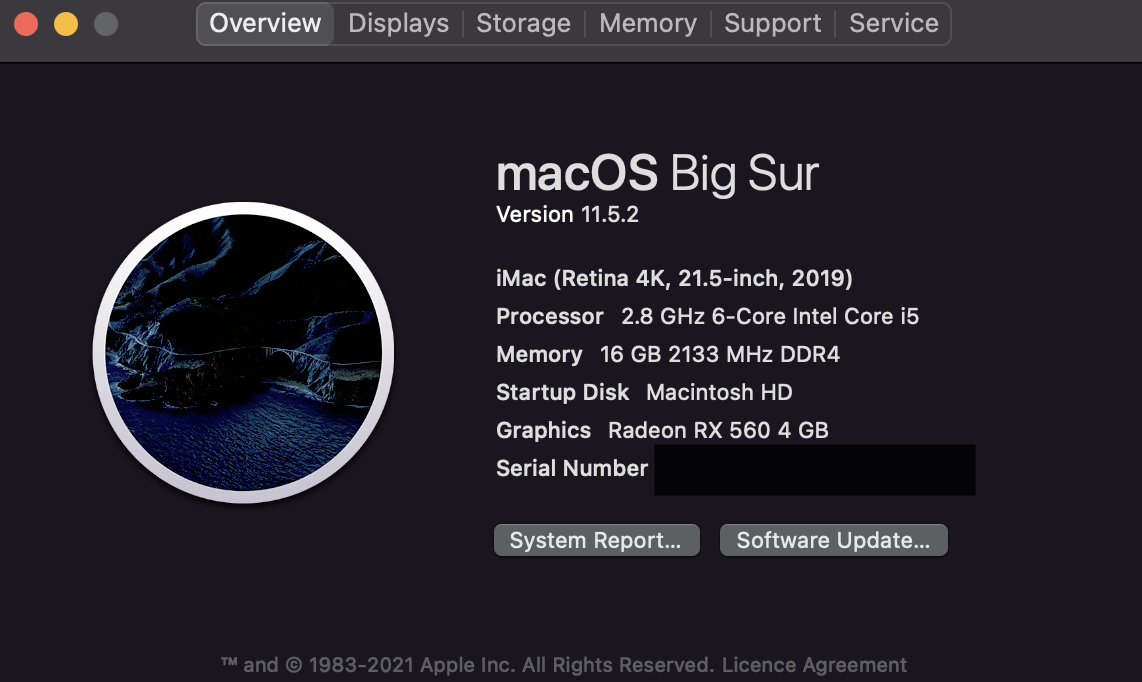 Overview Displays Storage Memory Support Service
macOS Big Sur
Version 11.5.2
iMac (Retina 4K, 21.5-inch, 2019)
Processor 2.8 GHz 6-Core Intel Core i5
Memory 16 GB 2133 MHz DDR4
Startup Disk Macintosh HD
Graphics Radeon RX 560 4 GB
Serial Number
System Report... Software Update...
™ and © 1983-2021 Apple Inc. All Rights Reserved. Licence Agreement